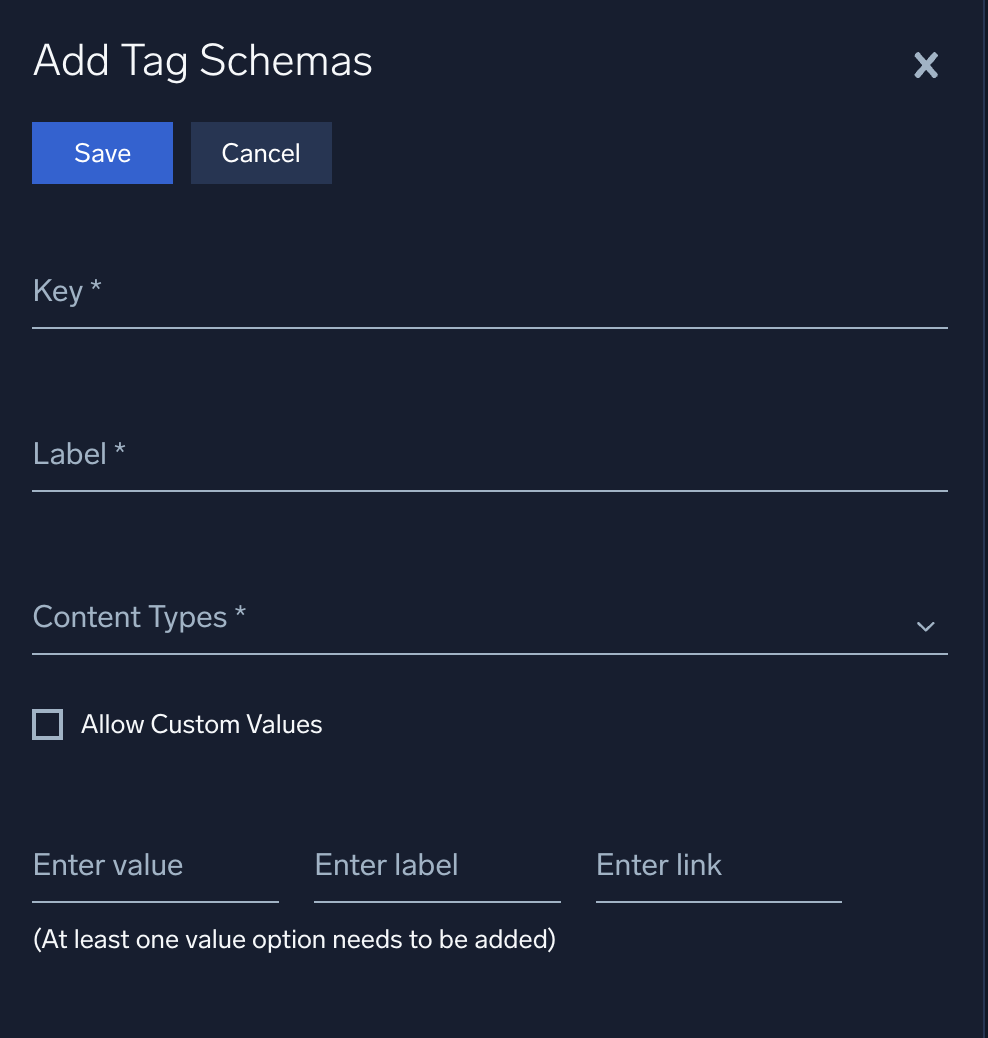 Add Tag Schemas
Save Cancel
Key *
Label *
Content Types *
Allow Custom Values
Enter value Enter label Enter link
(At least one value option needs to be added)